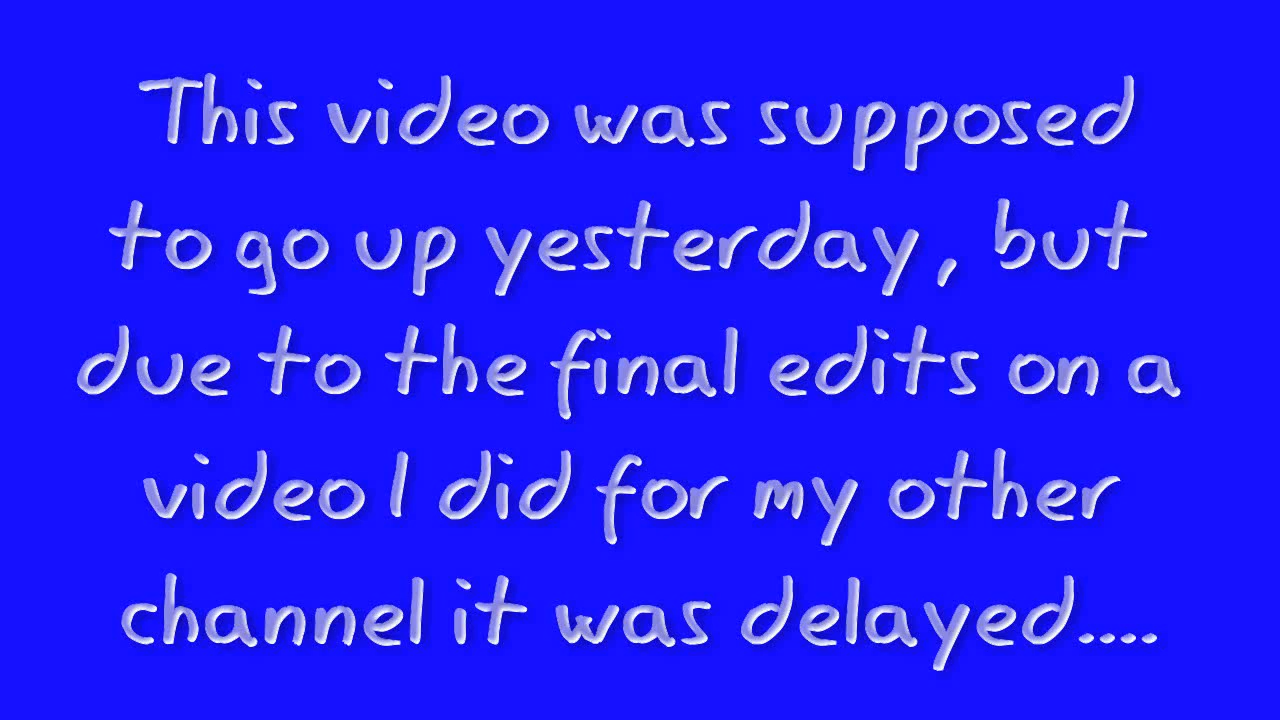 This video was supposed
to go up yesterday, but
due to the final edits on a
video I did for my other
channel it was delayed....